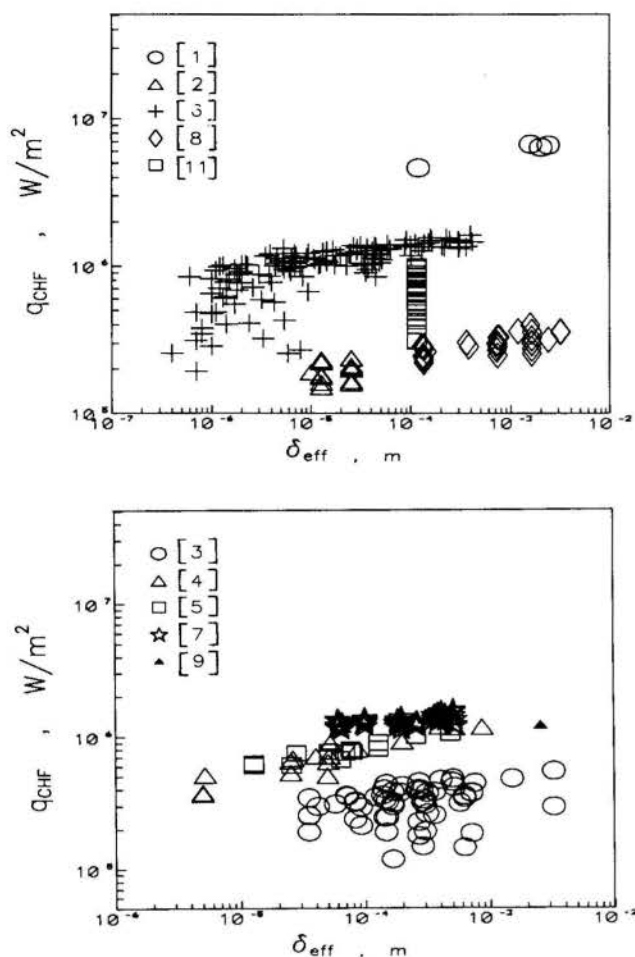 [1]
[2]
[6]
[8]
[11]
q_CHF , W/m²
10⁷
10⁶
10⁵
10⁻⁷ 10⁻⁶ 10⁻⁵ 10⁻⁴ 10⁻³ 10⁻²
δ_eff , m
[3]
[4]
[5]
[7]
[9]
q_CHF , W/m²
10⁷
10⁶
10⁵
10⁻⁶ 10⁻⁵ 10⁻⁴ 10⁻³ 10⁻²
δ_eff , m